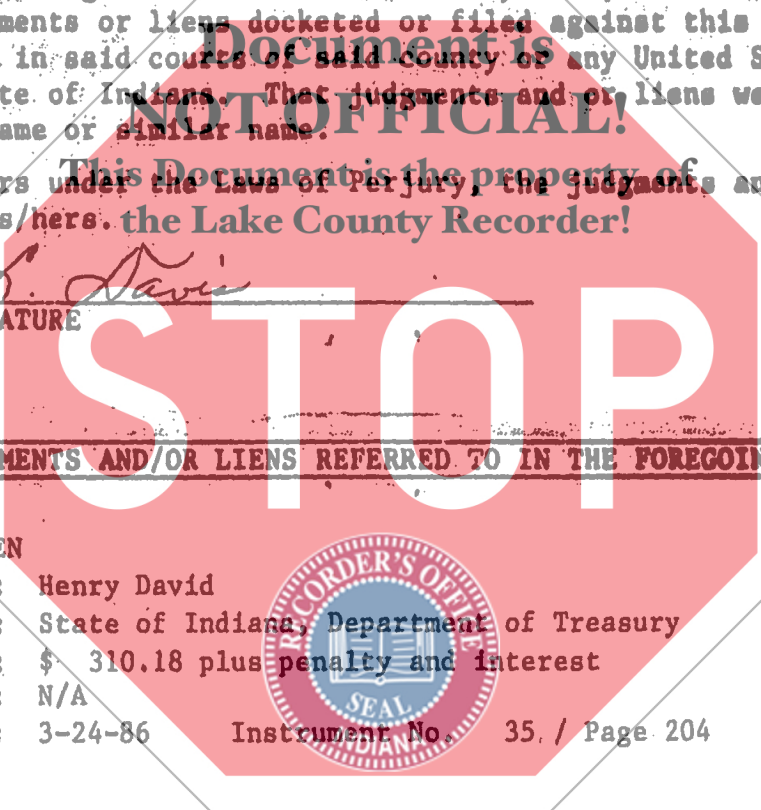 ments or liens docketed or filed against this
in said courts of said county or any United S
te of Indiana. That judgments and or liens we
ame or similar name.
rs under the Laws of Perjury, the judgments an
s/hers.
Document is
NOT OFFICIAL!
This Document is the property of
the Lake County Recorder!
. Davis
ATURE
STOP
MENTS AND/OR LIENS REFERRED TO IN THE FOREGOIN
EN
: Henry David
: State of Indiana, Department of Treasury
: $ 310.18 plus penalty and interest
: N/A
: 3-24-86 Instrument No. 35 / Page 204
RECORDER'S OFFICE
SEAL
INDIANA